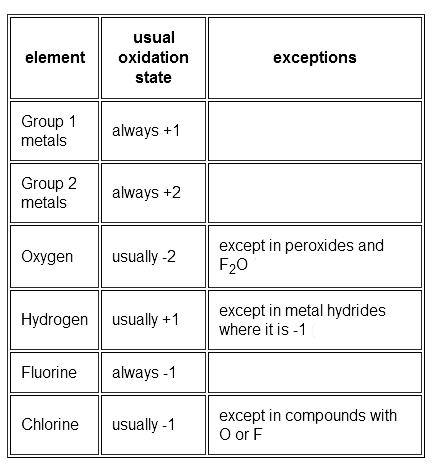 element
usual
oxidation
state
exceptions
Group 1
metals
always +1
Group 2
metals
always +2
Oxygen
usually -2
except in peroxides and
F₂O
Hydrogen
usually +1
except in metal hydrides
where it is -1
Fluorine
always -1
Chlorine
usually -1
except in compounds with
O or F